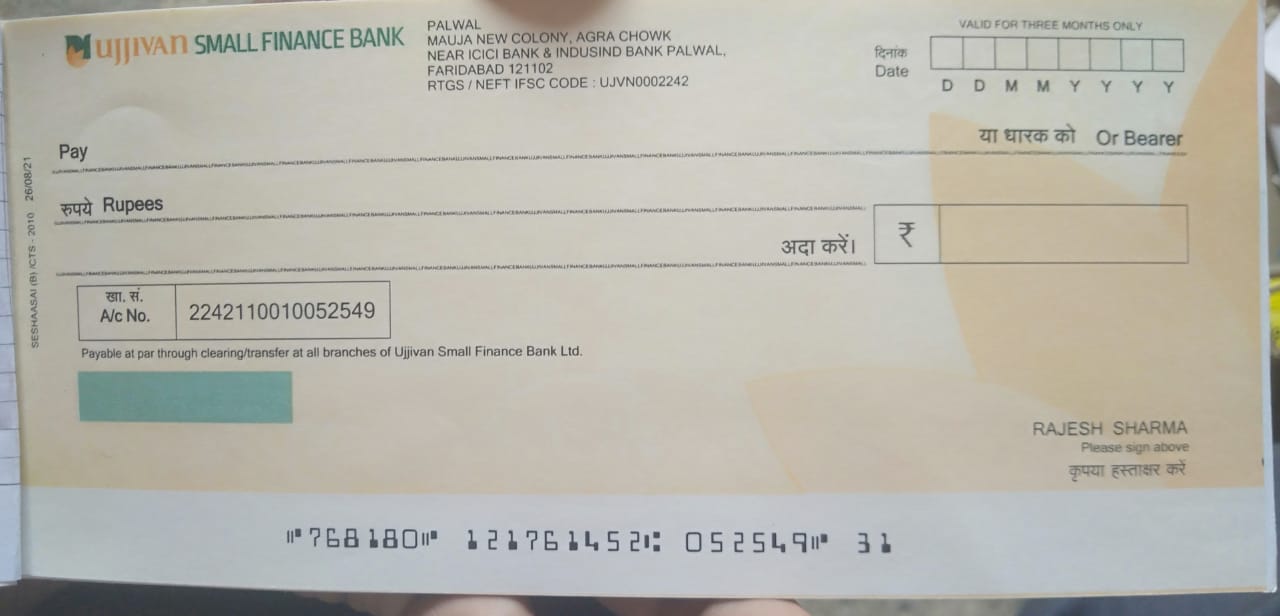 ujjivan SMALL FINANCE BANK
PALWAL
MAUJA NEW COLONY, AGRA CHOWK
NEAR ICICI BANK & INDUSIND BANK PALWAL,
FARIDABAD 121102
RTGS / NEFT IFSC CODE : UJVN0002242
VALID FOR THREE MONTHS ONLY
दिनांक
Date
D D M M Y Y Y Y
Pay
या धारक को Or Bearer
रुपये Rupees
अदा करें।
₹
खा. सं.
A/c No.
2242110010052549
Payable at par through clearing/transfer at all branches of Ujjivan Small Finance Bank Ltd.
SESHAASAI (B) /CTS - 2010 26/08/21
RAJESH SHARMA
Please sign above
कृपया हस्ताक्षर करें
⑈768180⑈ 121761452⑆ 052549⑈ 31